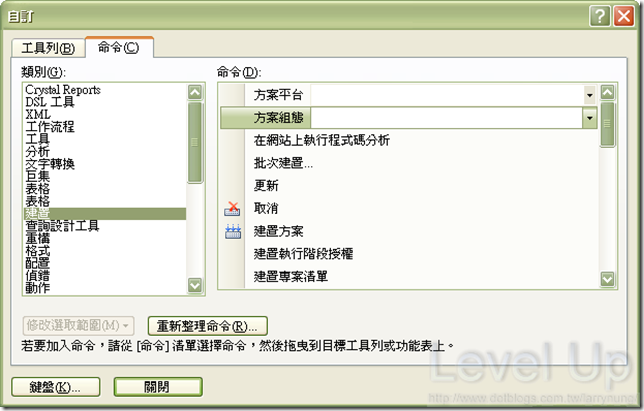 自訂
工具列(B)
命令(C)
類別(G):
Crystal Reports
DSL 工具
XML
工作流程
工具
分析
文字轉換
巨集
表格
表格
建置
查詢設計工具
重構
格式
配置
偵錯
動作
命令(D):
方案平台
方案組態
在網站上執行程式碼分析
批次建置...
更新
取消
建置方案
建置執行階段授權
建置專案清單
修改選取範圍(M)
重新整理命令(R)...
若要加入命令，請從 [命令] 清單選擇命令，然後拖曳到目標工具列或功能表上。
鍵盤(K)...
關閉
Level Up
http://www.dotblogs.com.tw/larrynung